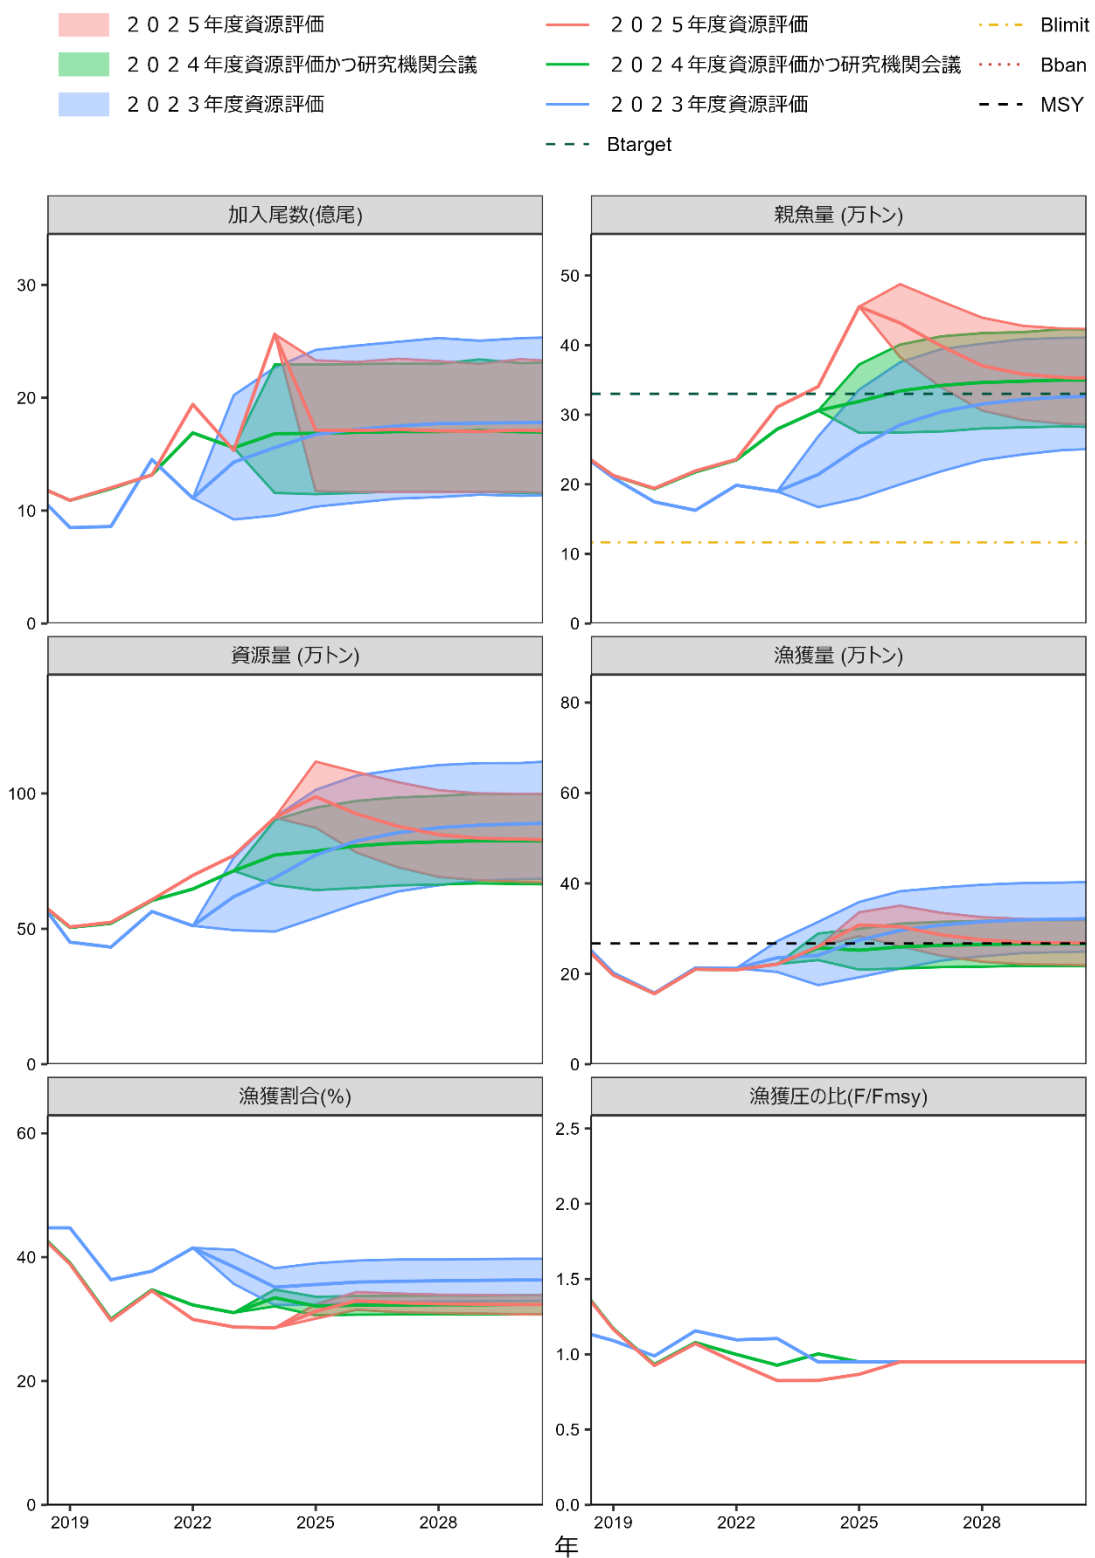 ２０２５年度資源評価
２０２４年度資源評価かつ研究機関会議
２０２３年度資源評価
２０２５年度資源評価
２０２４年度資源評価かつ研究機関会議
２０２３年度資源評価
Btarget
Blimit
Bban
MSY
加入尾数(億尾)
30
20
10
0
親魚量 (万トン)
50
40
30
20
10
0
資源量 (万トン)
100
50
0
漁獲量 (万トン)
80
60
40
20
0
漁獲割合(%)
60
40
20
0
2019 2022 2025 2028
漁獲圧の比(F/Fmsy)
2.5
2.0
1.5
1.0
0.5
0.0
2019 2022 2025 2028
年